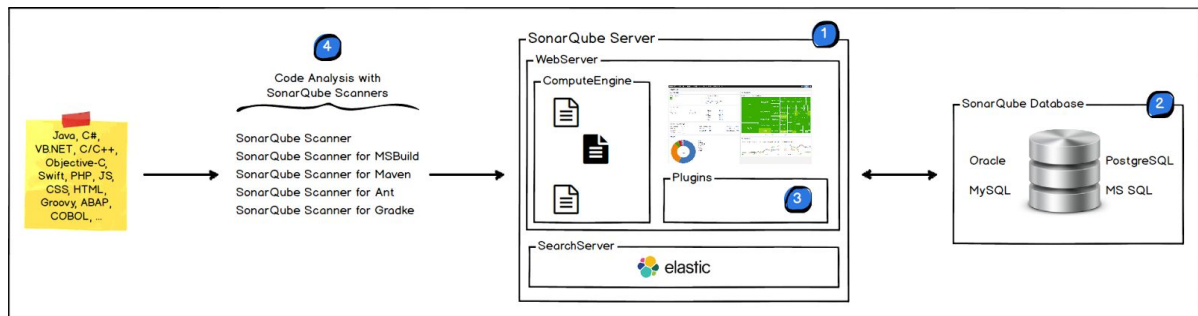 Java, C#,
VB.NET, C/C++,
Objective-C,
Swift, PHP, JS,
CSS, HTML,
Groovy, ABAP,
COBOL, ...
4
Code Analysis with
SonarQube Scanners
SonarQube Scanner
SonarQube Scanner for MSBuild
SonarQube Scanner for Maven
SonarQube Scanner for Ant
SonarQube Scanner for Gradke
SonarQube Server
1
WebServer
ComputeEngine
Plugins
3
SearchServer
elastic
SonarQube Database
2
Oracle
PostgreSQL
MySQL
MS SQL